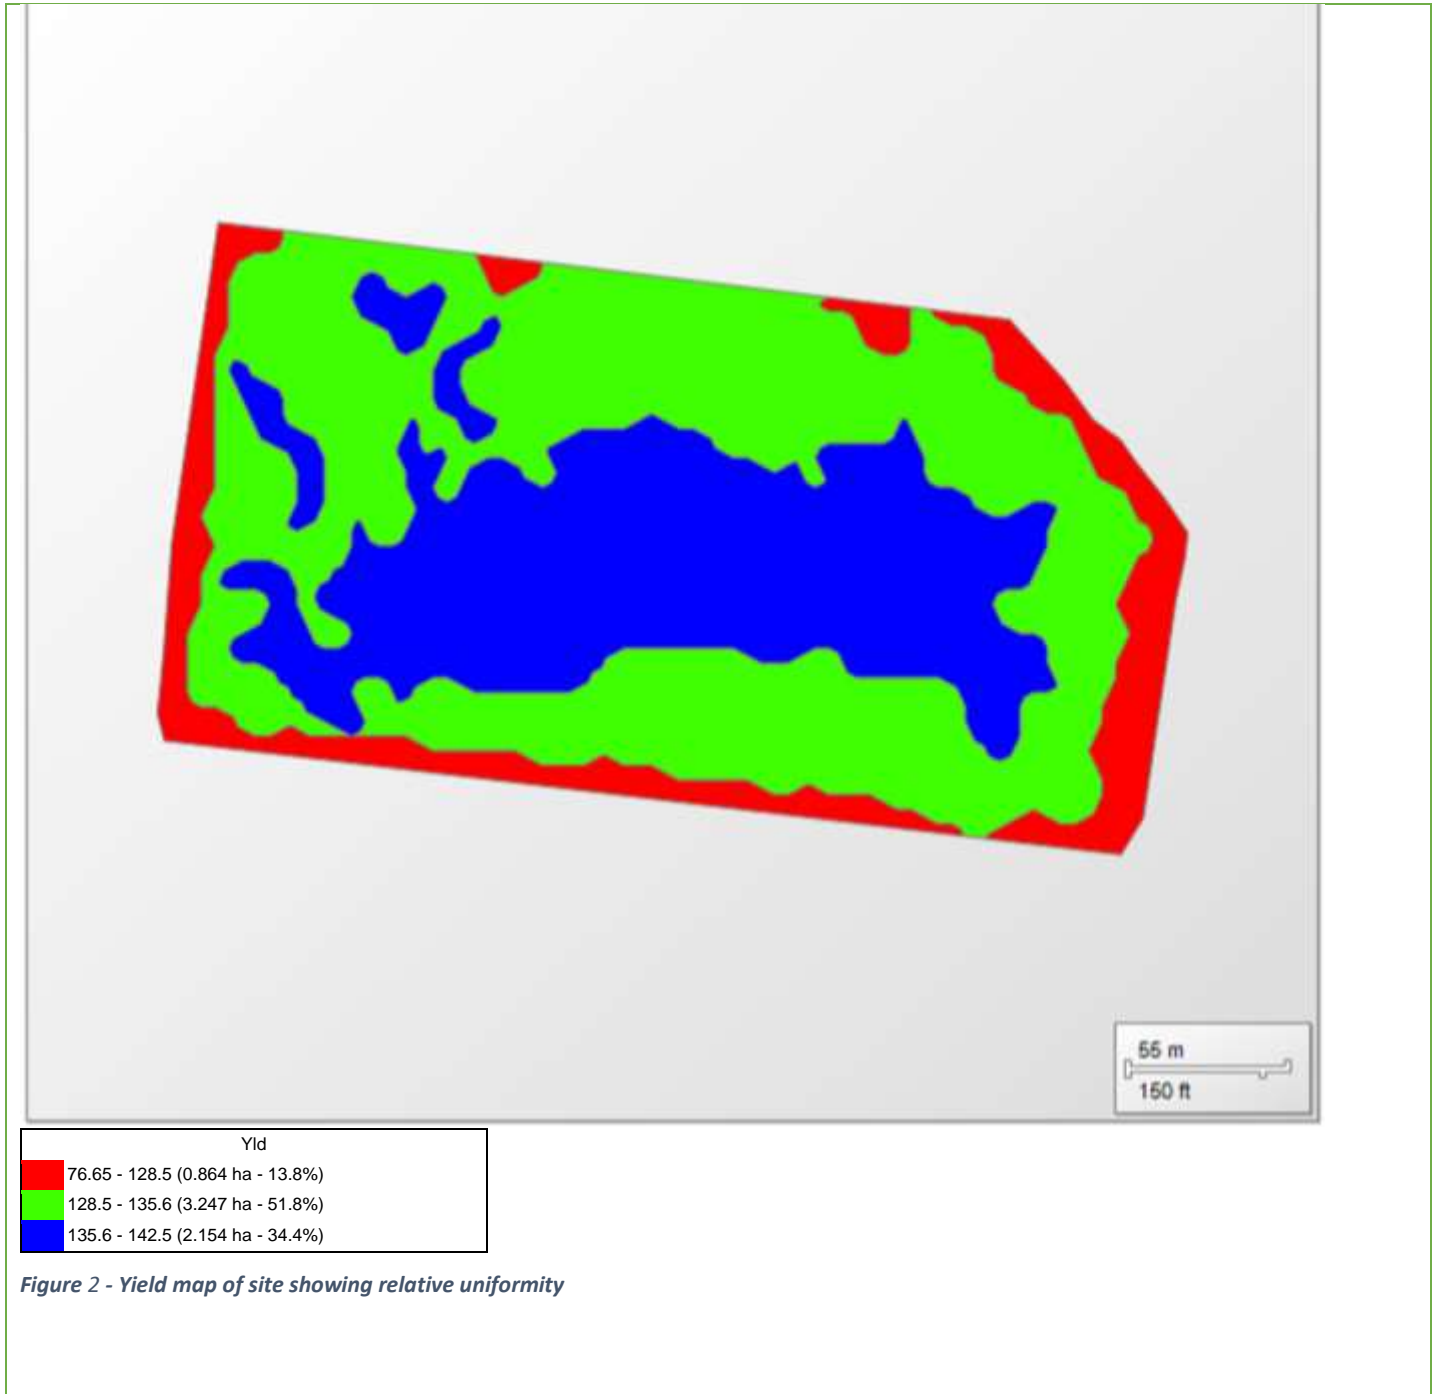 55 m
150 ft
Yld
76.65 - 128.5 (0.864 ha - 13.8%)
128.5 - 135.6 (3.247 ha - 51.8%)
135.6 - 142.5 (2.154 ha - 34.4%)
Figure 2 - Yield map of site showing relative uniformity